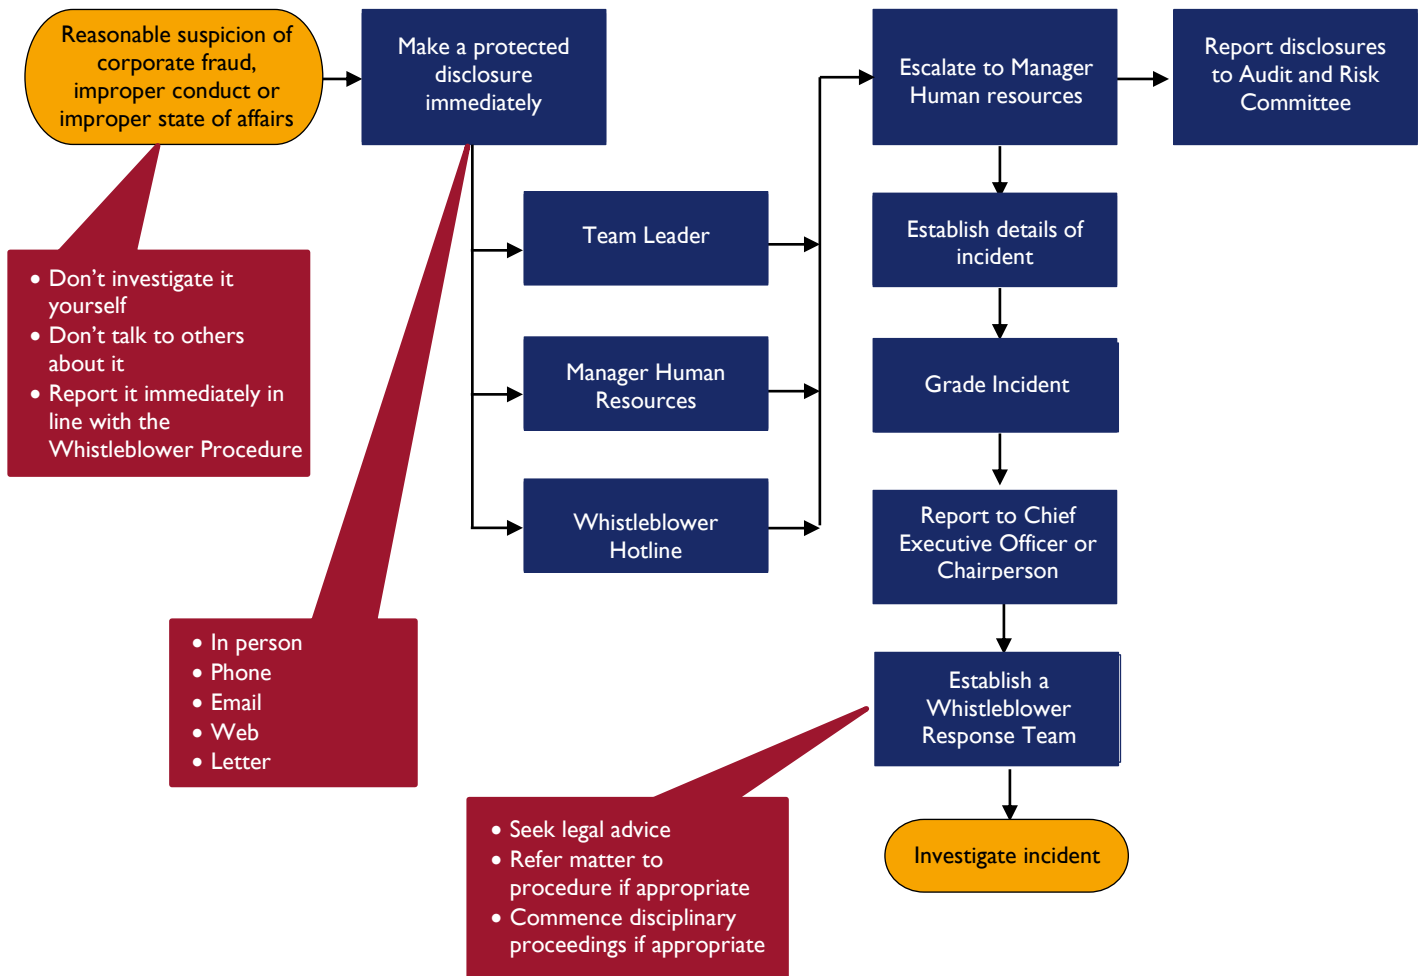 Reasonable suspicion of
corporate fraud,
improper conduct or
improper state of affairs
Make a protected
disclosure
immediately
Escalate to Manager
Human resources
Report disclosures
to Audit and Risk
Committee
Team Leader
Establish details of
incident
• Don't investigate it
yourself
• Don't talk to others
about it
• Report it immediately in
line with the
Whistleblower Procedure
Manager Human
Resources
Grade Incident
Whistleblower
Hotline
Report to Chief
Executive Officer or
Chairperson
• In person
• Phone
• Email
• Web
• Letter
Establish a
Whistleblower
Response Team
• Seek legal advice
• Refer matter to
procedure if appropriate
• Commence disciplinary
proceedings if appropriate
Investigate incident